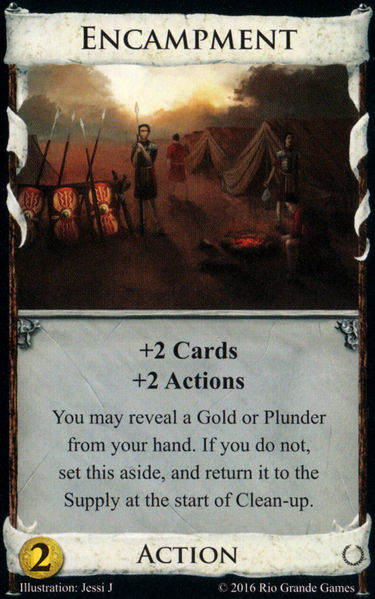 ENCAMPMENT
+2 Cards
+2 Actions
You may reveal a Gold or Plunder
from your hand. If you do not,
set this aside, and return it to the
Supply at the start of Clean-up.
2
ACTION
Illustration: Jessi J
© 2016 Rio Grande Games